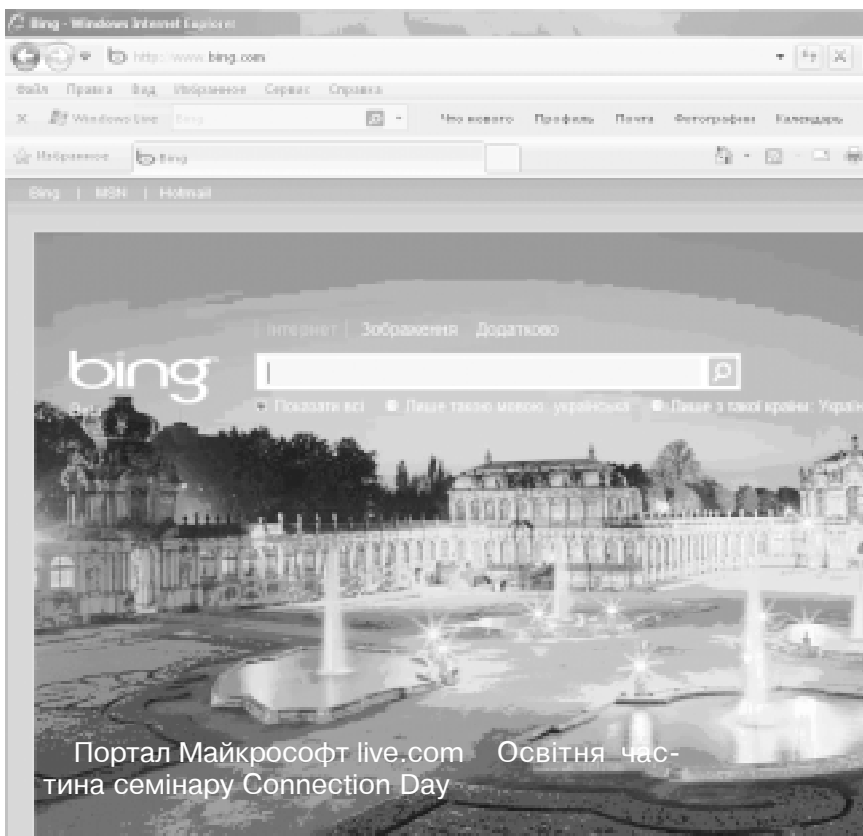 Bing - Windows Internet Explorer
http://www.bing.com
Файл Правка Вид Избранное Сервис Справка
x Windows Live Bing Что нового Профиль Почта Фотографии Календарь
Избранное Bing
Bing | MSN | Hotmail
| Інтернет | Зображення Додатково
bing
Показати всі Лише такою мовою: українська Лише з такої країни: Україн
Портал Майкрософт live.com Освітня час-
тина семінару Connection Day